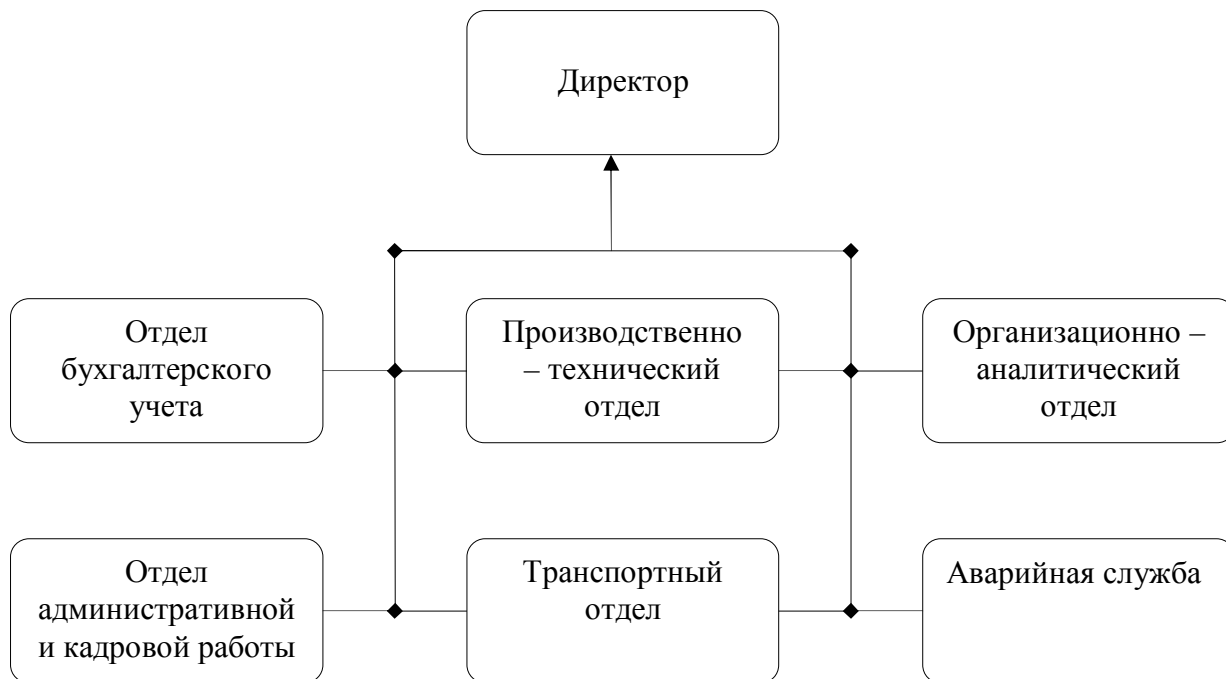 Директор
Отдел
бухгалтерского
учета
Производственно
– технический
отдел
Организационно –
аналитический
отдел
Отдел
административной
и кадровой работы
Транспортный
отдел
Аварийная служба